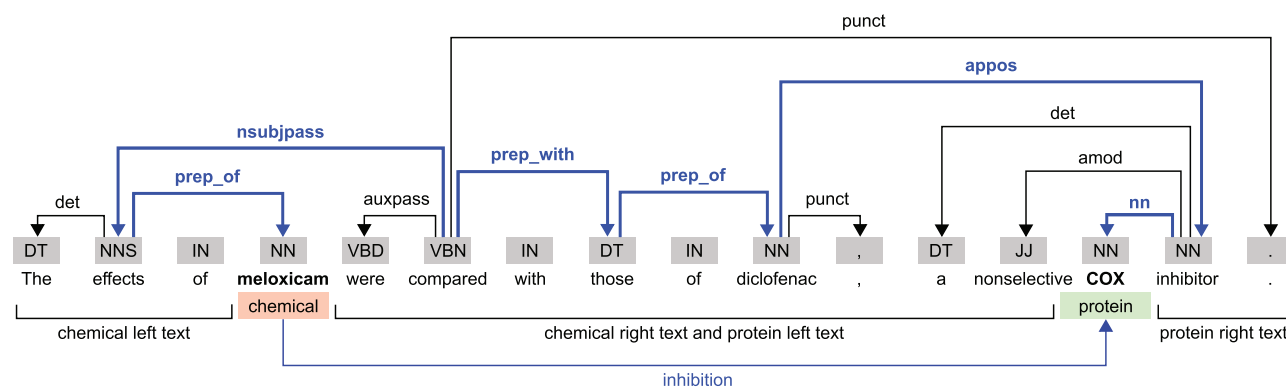 punct
appos
det
nsubjpass
prep_with
amod
prep_of
prep_of
det
auxpass
punct
nn
DT NNS IN NN VBD VBN IN DT IN NN , DT JJ NN NN .
The effects of meloxicam were compared with those of diclofenac , a nonselective COX inhibitor .
chemical protein
chemical left text chemical right text and protein left text protein right text
inhibition